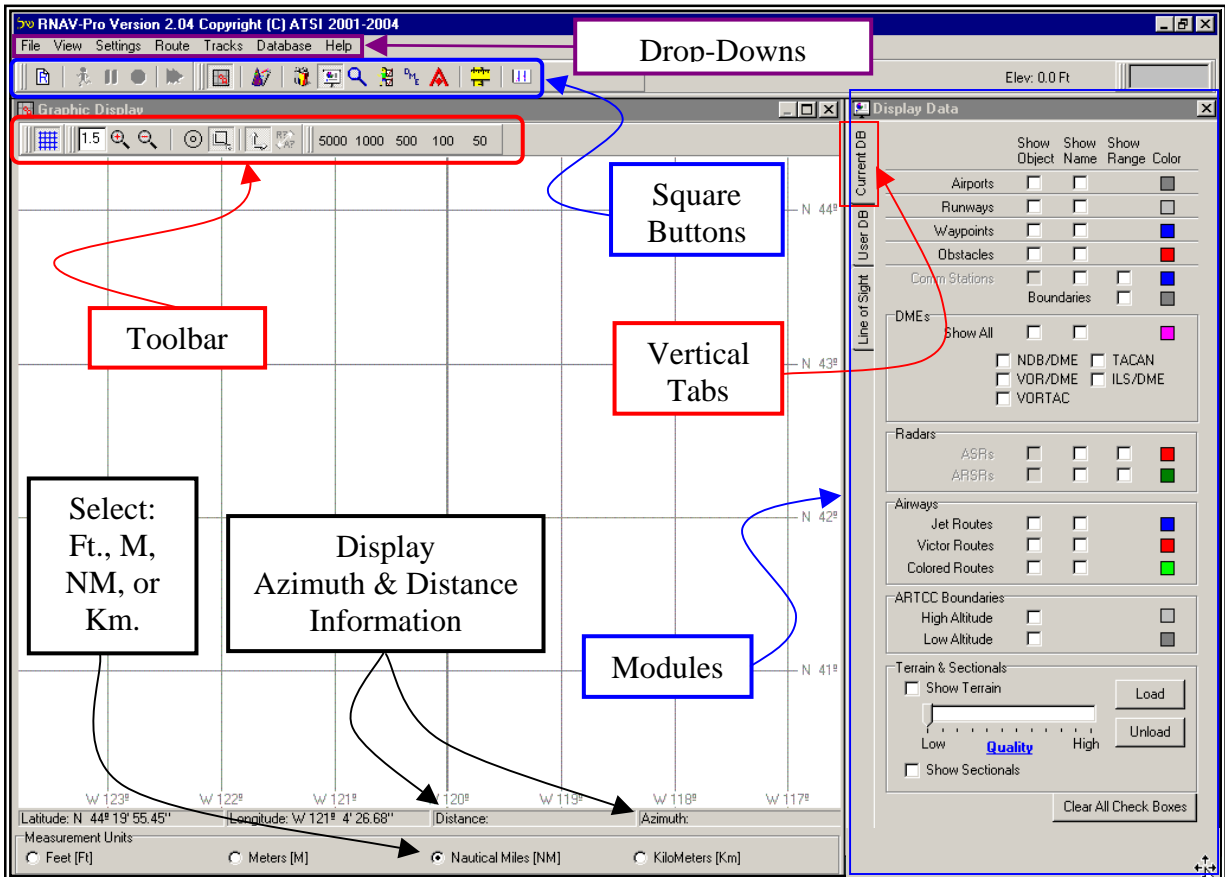 RNAV-Pro Version 2.04 Copyright (C) ATSI 2001-2004
File View Settings Route Tracks Database Help
Drop-Downs
R
DME
Elev: 0.0 Ft
Graphic Display
1.5
5000 1000 500 100 50
Square
Buttons
Toolbar
Vertical
Tabs
Select:
Ft., M,
NM, or
Km.
Display
Azimuth & Distance
Information
Modules
N 44º
N 43º
N 42º
N 41º
W 123º W 122º W 121º W 120º W 119º W 118º W 117º
Latitude: N 44º 19' 55.45" Longitude: W 121º 4' 26.68" Distance: Azimuth:
Measurement Units
Feet [Ft] Meters [M] Nautical Miles [NM] KiloMeters [Km]
Display Data
Current DB
User DB
Line of Sight
Show Show Show
Object Name Range Color
Airports
Runways
Waypoints
Obstacles
Comm Stations
Boundaries
DMEs
Show All
NDB/DME TACAN
VOR/DME ILS/DME
VORTAC
Radars
ASRs
ARSRs
Airways
Jet Routes
Victor Routes
Colored Routes
ARTCC Boundaries
High Altitude
Low Altitude
Terrain & Sectionals
Show Terrain
Load
Low Quality High
Unload
Show Sectionals
Clear All Check Boxes